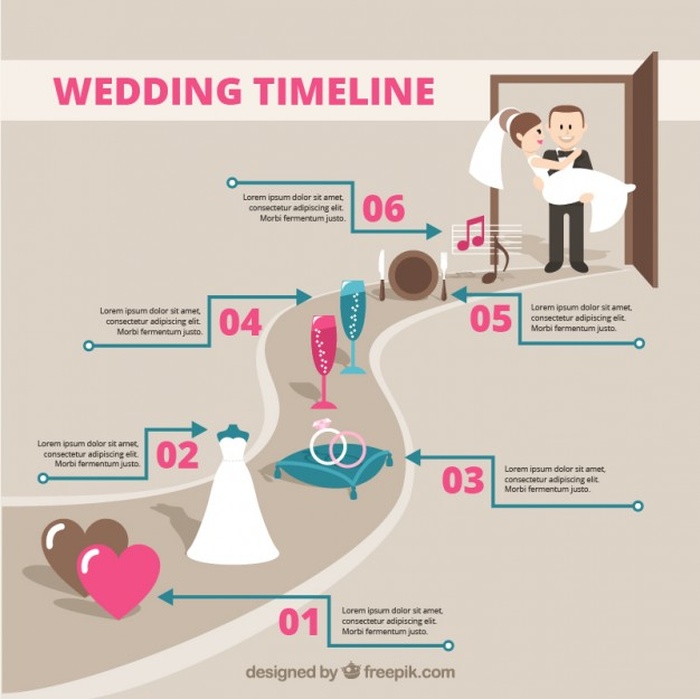 WEDDING TIMELINE
Lorem ipsum dolor sit amet,
consectetur adipiscing elit.
Morbi fermentum justo.
06
Lorem ipsum dolor sit amet,
consectetur adipiscing elit.
Morbi fermentum justo.
04
05
Lorem ipsum dolor sit amet,
consectetur adipiscing elit.
Morbi fermentum justo.
Lorem ipsum dolor sit amet,
consectetur adipiscing elit.
Morbi fermentum justo.
02
03
Lorem ipsum dolor sit amet,
consectetur adipiscing elit.
Morbi fermentum justo.
01
Lorem ipsum dolor sit amet,
consectetur adipiscing elit.
Morbi fermentum justo.
designed by freepik.com